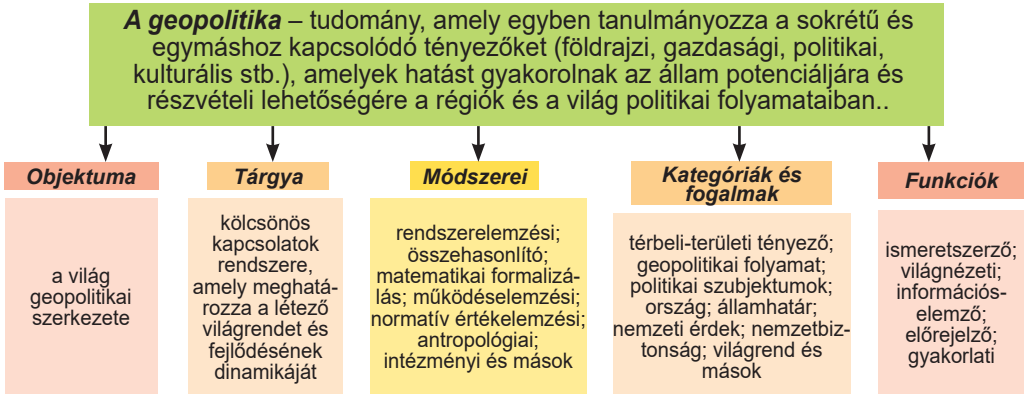 A geopolitika – tudomány, amely egyben tanulmányozza a sokrétű és
egymáshoz kapcsolódó tényezőket (földrajzi, gazdasági, politikai,
kulturális stb.), amelyek hatást gyakorolnak az állam potenciáljára és
részvételi lehetőségére a régiók és a világ politikai folyamataiban..
Objektuma
a világ
geopolitikai
szerkezete
Tárgya
kölcsönös
kapcsolatok
rendszere,
amely meghatá-
rozza a létező
világrendet és
fejlődésének
dinamikáját
Módszerei
rendszerelemzési;
összehasonlító;
matematikai formalizá-
lás; működéselemzési;
normatív értékelemzési;
antropológiai;
intézményi és mások
Kategóriák és
fogalmak
térbeli-területi tényező;
geopolitikai folyamat;
politikai szubjektumok;
ország; államhatár;
nemzeti érdek; nemzetbiz-
tonság; világrend és
mások
Funkciók
ismeretszerző;
világnézeti;
információs-
elemző;
előrejelző;
gyakorlati